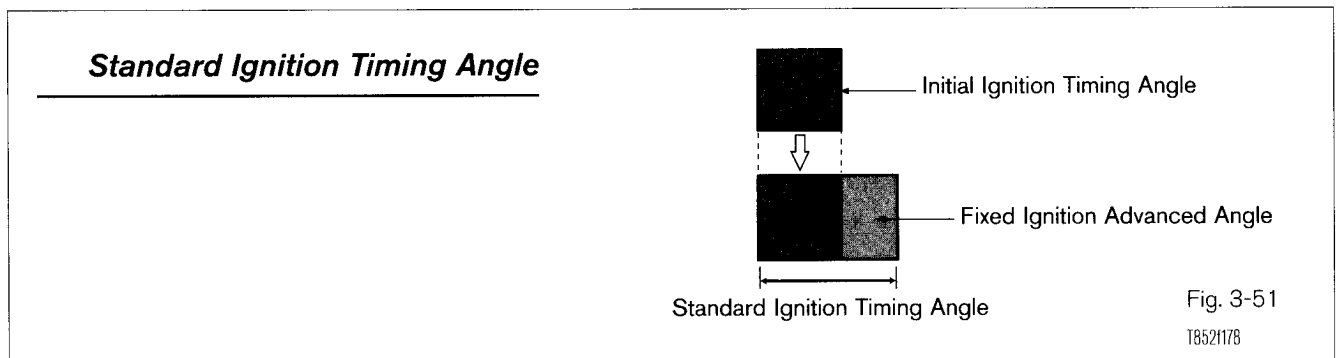 Standard Ignition Timing Angle
Initial Ignition Timing Angle
Fixed Ignition Advanced Angle
Standard Ignition Timing Angle
Fig. 3-51
T852f178